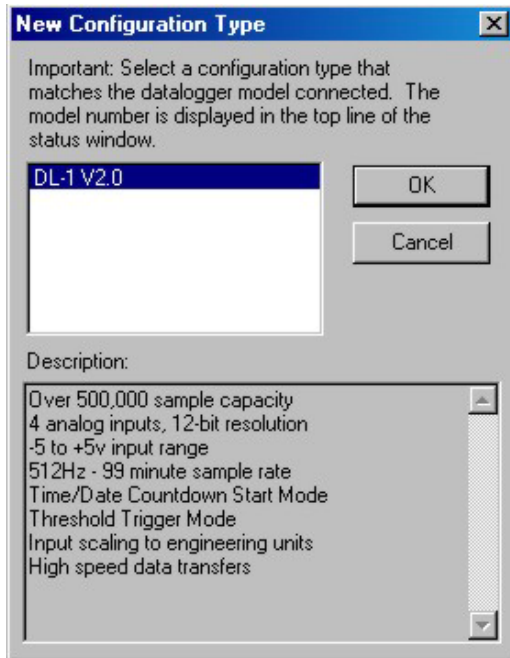 New Configuration Type
Important: Select a configuration type that
matches the datalogger model connected. The
model number is displayed in the top line of the
status window.
DL-1 V2.0
OK
Cancel
Description:
Over 500,000 sample capacity
4 analog inputs, 12-bit resolution
-5 to +5v input range
512Hz - 99 minute sample rate
Time/Date Countdown Start Mode
Threshold Trigger Mode
Input scaling to engineering units
High speed data transfers